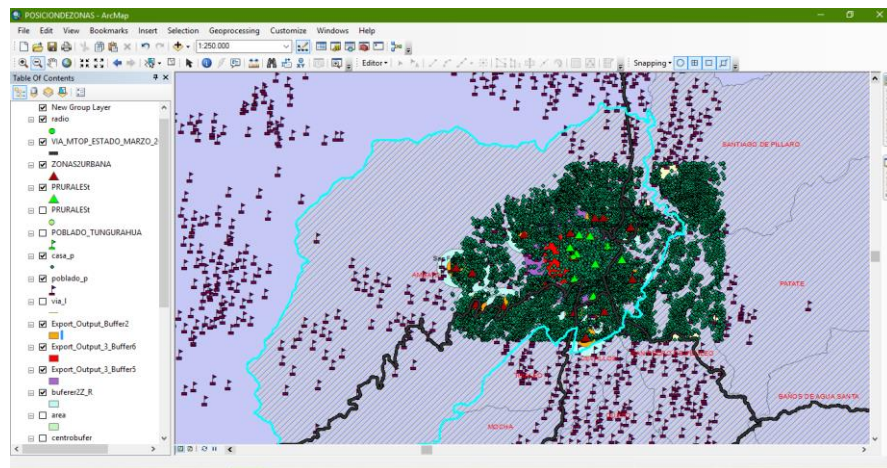 POSICIONDEZONAS - ArcMap
File Edit View Bookmarks Insert Selection Geoprocessing Customize Windows Help
1:250.000
Editor Snapping
Table Of Contents
New Group Layer
radio
VIA_MTOP_ESTADO_MARZO_2
ZONAS2URBANA
PRURALESt
PRURALESt
POBLADO_TUNGURAHUA
casa_p
poblado_p
via_l
Export_Output_Buffer2
Export_Output_3_Buffer6
Export_Output_3_Buffer5
buferer2Z_R
area
centrobufer
SANTIAGO DE PILLARO
PATATE
BAÑOS DE AGUA SANTA
MOCHA